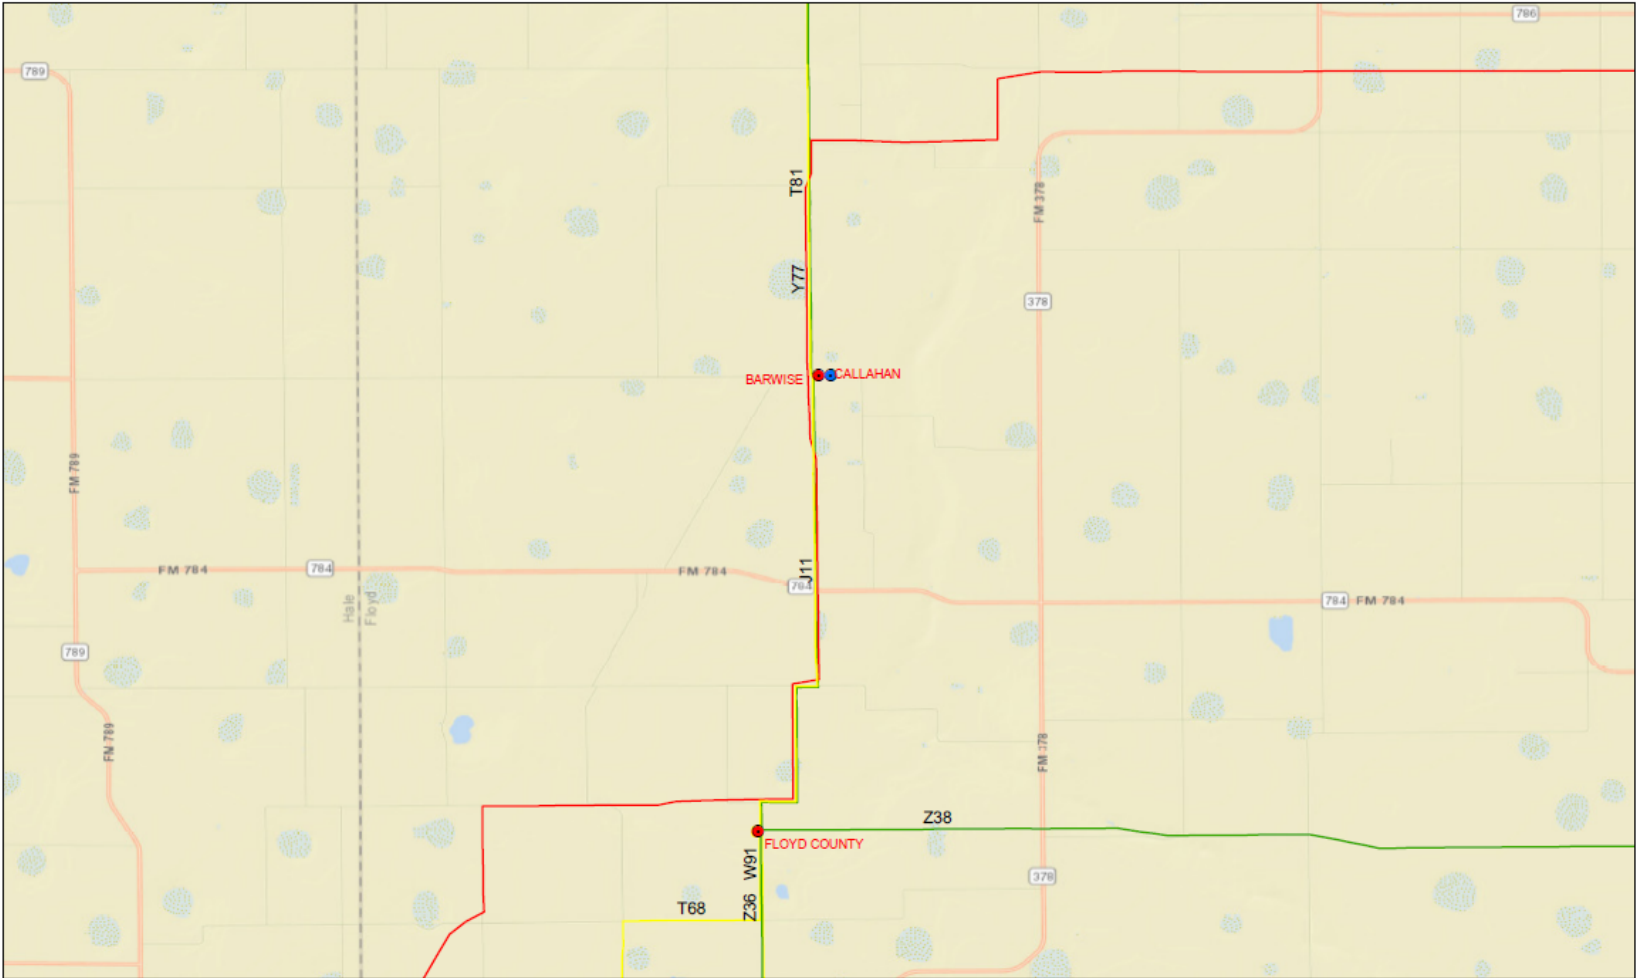 786
789
T81
FM 378
Y77
378
BARWISE
CALLAHAN
FM 789
J11
FM 784
784
FM 784
784
784
FM 784
Hale
Floyd
789
FM 789
FM 378
Z38
FLOYD COUNTY
W91
378
Z36
T68